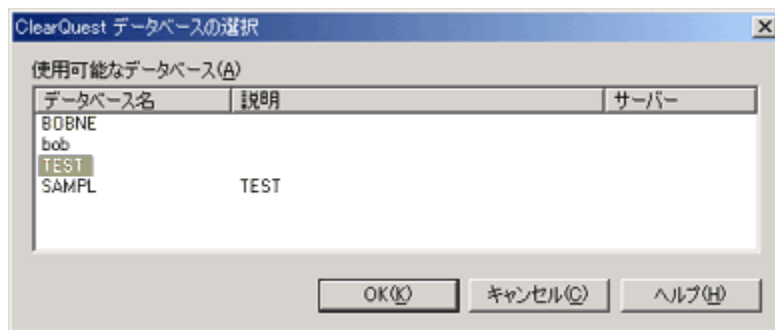 ClearQuest データベースの選択
使用可能なデータベース(A)
データベース名 説明 サーバー
BOBNE
bob
TEST
SAMPL TEST
OK(K) キャンセル(C) ヘルプ(H)